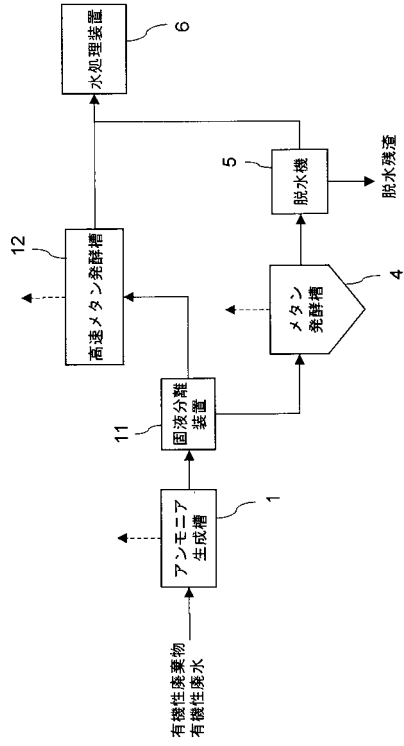 有機性廃棄物
有機性廃水
アンモニア
生成槽
1
固液分離
装置
11
高速メタン発酵槽
12
メタン
発酵槽
4
脱水機
5
脱水残渣
水処理装置
6